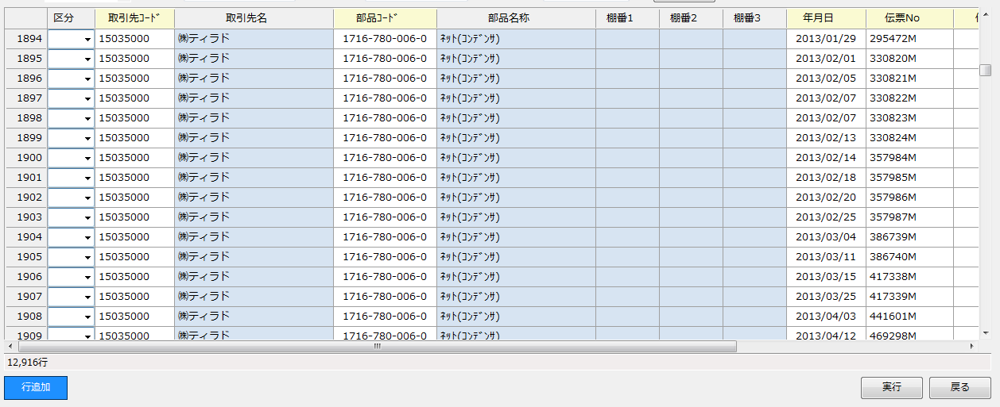 区分 取引先ｺｰﾄﾞ 取引先名 部品ｺｰﾄﾞ 部品名称 棚番1 棚番2 棚番3 年月日 伝票No
1894 15035000 ㈱ティラド 1716-780-006-0 ﾈｯﾄ(ｺﾝﾃﾞﾝｻ) 2013/01/29 295472M
1895 15035000 ㈱ティラド 1716-780-006-0 ﾈｯﾄ(ｺﾝﾃﾞﾝｻ) 2013/02/01 330820M
1896 15035000 ㈱ティラド 1716-780-006-0 ﾈｯﾄ(ｺﾝﾃﾞﾝｻ) 2013/02/05 330821M
1897 15035000 ㈱ティラド 1716-780-006-0 ﾈｯﾄ(ｺﾝﾃﾞﾝｻ) 2013/02/07 330822M
1898 15035000 ㈱ティラド 1716-780-006-0 ﾈｯﾄ(ｺﾝﾃﾞﾝｻ) 2013/02/07 330823M
1899 15035000 ㈱ティラド 1716-780-006-0 ﾈｯﾄ(ｺﾝﾃﾞﾝｻ) 2013/02/13 330824M
1900 15035000 ㈱ティラド 1716-780-006-0 ﾈｯﾄ(ｺﾝﾃﾞﾝｻ) 2013/02/14 357984M
1901 15035000 ㈱ティラド 1716-780-006-0 ﾈｯﾄ(ｺﾝﾃﾞﾝｻ) 2013/02/18 357985M
1902 15035000 ㈱ティラド 1716-780-006-0 ﾈｯﾄ(ｺﾝﾃﾞﾝｻ) 2013/02/20 357986M
1903 15035000 ㈱ティラド 1716-780-006-0 ﾈｯﾄ(ｺﾝﾃﾞﾝｻ) 2013/02/25 357987M
1904 15035000 ㈱ティラド 1716-780-006-0 ﾈｯﾄ(ｺﾝﾃﾞﾝｻ) 2013/03/04 386739M
1905 15035000 ㈱ティラド 1716-780-006-0 ﾈｯﾄ(ｺﾝﾃﾞﾝｻ) 2013/03/11 386740M
1906 15035000 ㈱ティラド 1716-780-006-0 ﾈｯﾄ(ｺﾝﾃﾞﾝｻ) 2013/03/15 417338M
1907 15035000 ㈱ティラド 1716-780-006-0 ﾈｯﾄ(ｺﾝﾃﾞﾝｻ) 2013/03/25 417339M
1908 15035000 ㈱ティラド 1716-780-006-0 ﾈｯﾄ(ｺﾝﾃﾞﾝｻ) 2013/04/03 441601M
1909 15035000 ㈱ティラド 1716-780-006-0 ﾈｯﾄ(ｺﾝﾃﾞﾝｻ) 2013/04/12 469298M
12,916行
行追加 実行 戻る